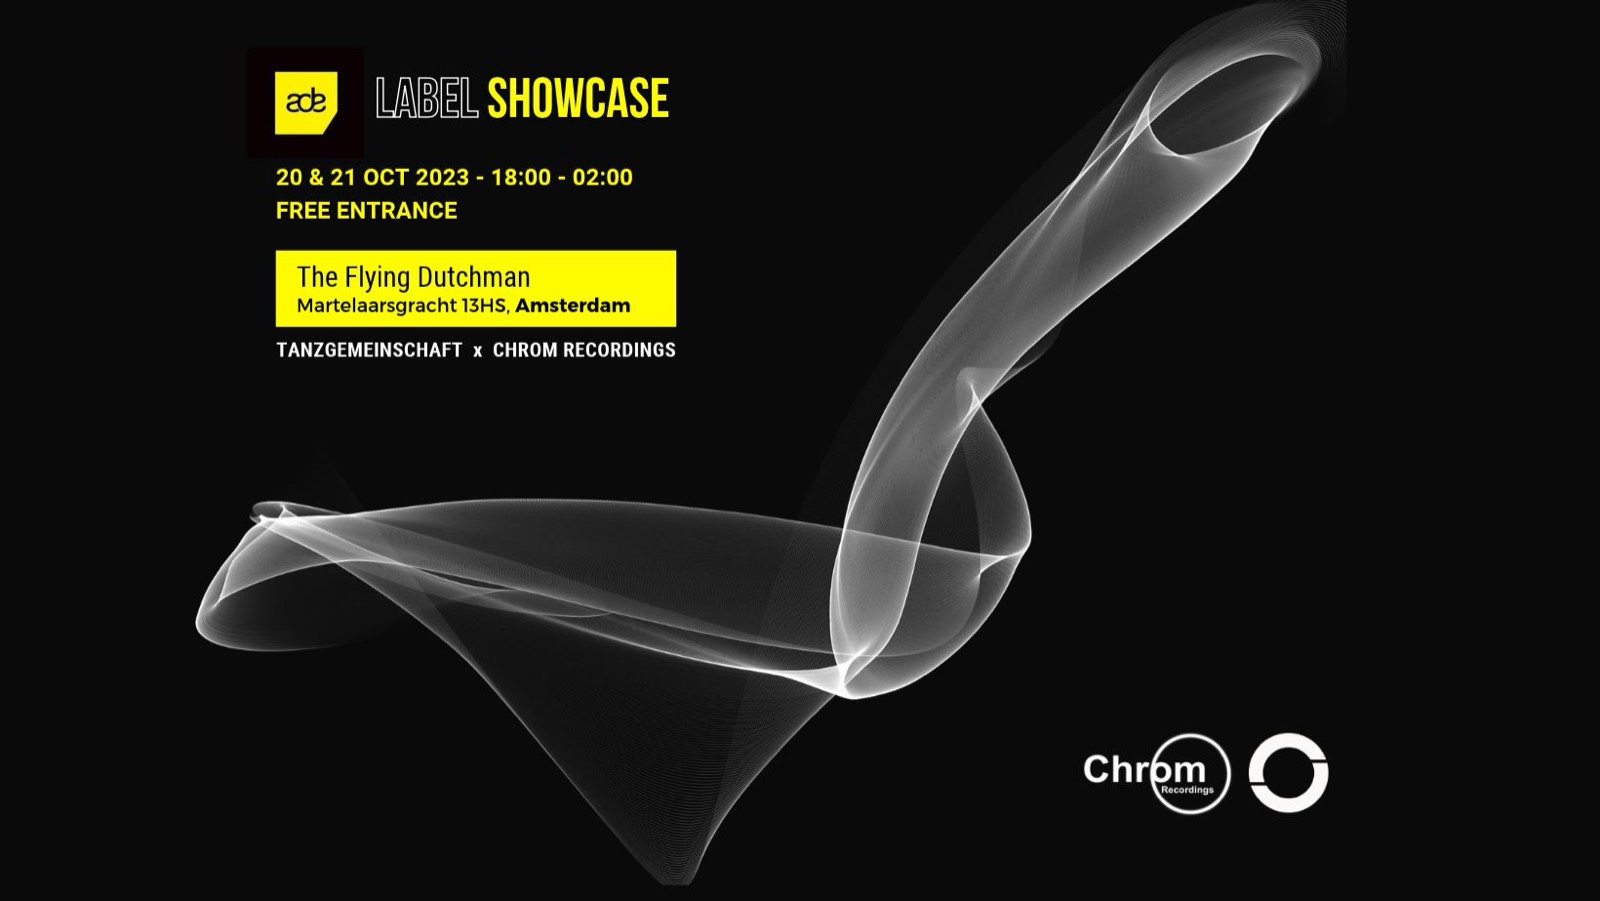 ade
LABEL SHOWCASE
20 & 21 OCT 2023 - 18:00 - 02:00
FREE ENTRANCE
The Flying Dutchman
Martelaarsgracht 13HS, Amsterdam
TANZGEMEINSCHAFT x CHROM RECORDINGS
Chrom
Recordings